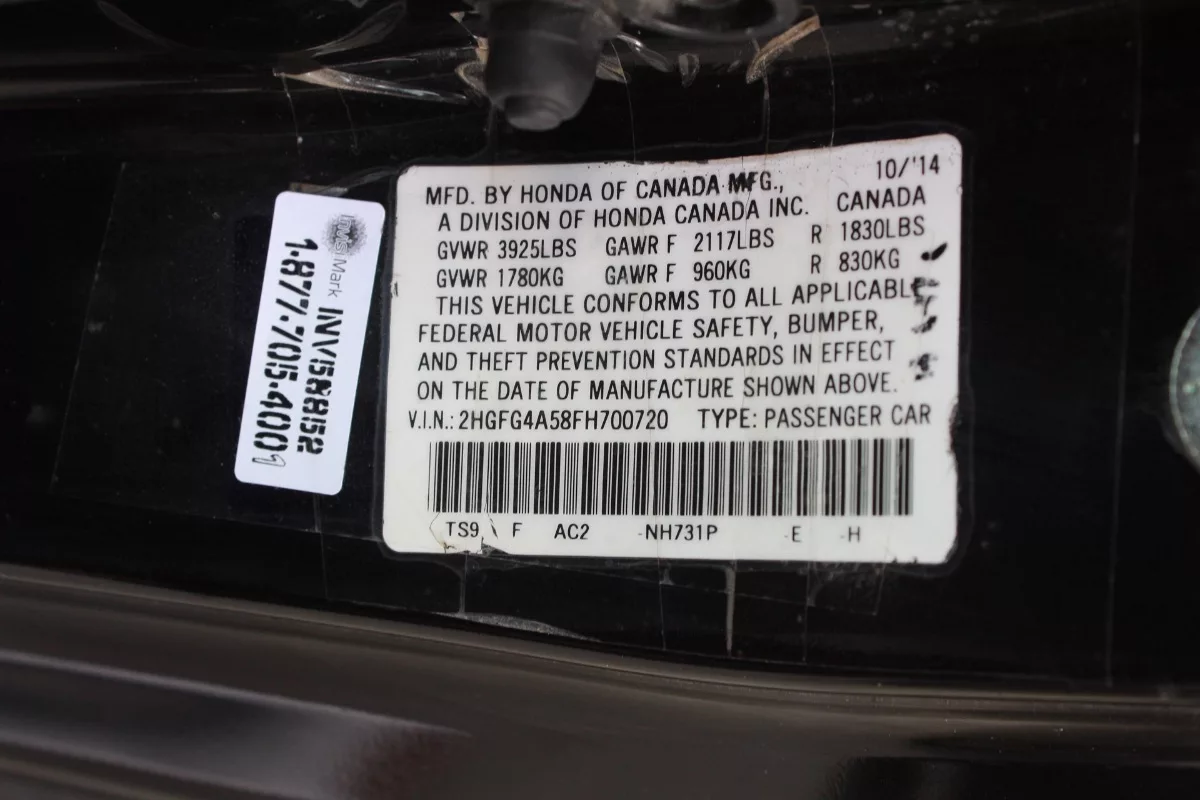 MFD. BY HONDA OF CANADA MFG., 10/'14
A DIVISION OF HONDA CANADA INC. CANADA
GVWR 3925LBS GAWR F 2117LBS R 1830LBS
GVWR 1780KG GAWR F 960KG R 830KG
THIS VEHICLE CONFORMS TO ALL APPLICABLE
FEDERAL MOTOR VEHICLE SAFETY, BUMPER,
AND THEFT PREVENTION STANDARDS IN EFFECT
ON THE DATE OF MANUFACTURE SHOWN ABOVE.
V.I.N.: 2HGFG4A58FH700720 TYPE: PASSENGER CAR
TS9 F AC2 -NH731P -E -H
Mark
1.877.705.4001